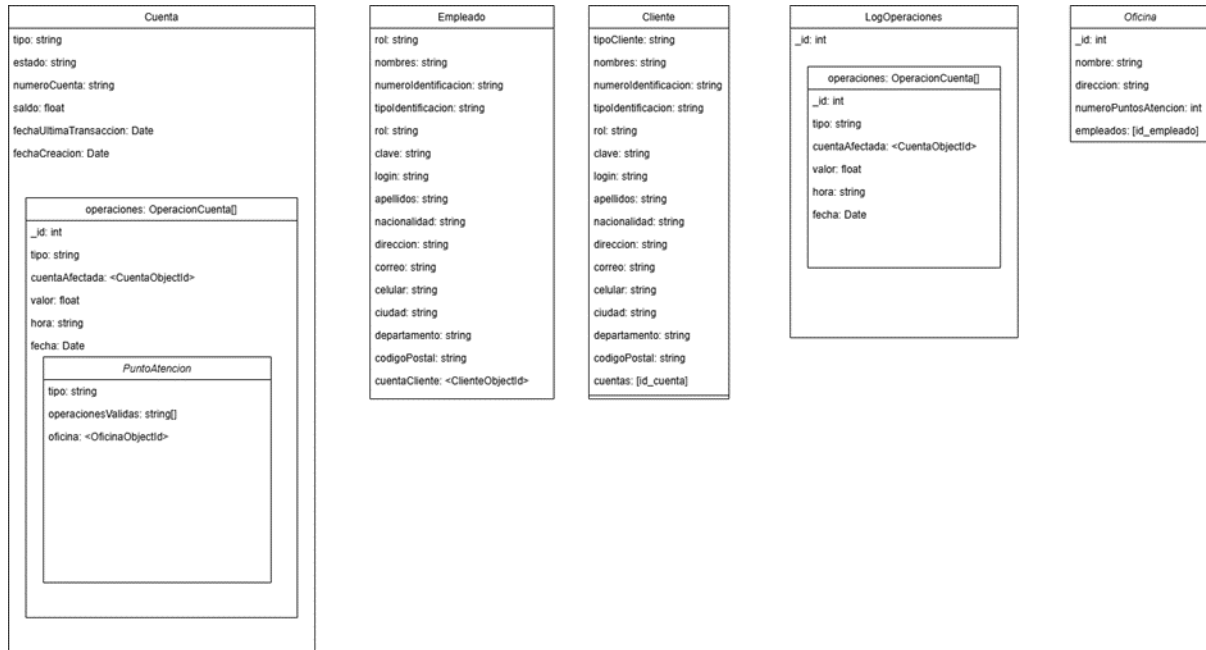 Cuenta
tipo: string
estado: string
numeroCuenta: string
saldo: float
fechaUltimaTransaccion: Date
fechaCreacion: Date
operaciones: OperacionCuenta[]
_id: int
tipo: string
cuentaAfectada: <CuentaObjectId>
valor: float
hora: string
fecha: Date
PuntoAtencion
tipo: string
operacionesValidas: string[]
oficina: <OficinaObjectId>
Empleado
rol: string
nombres: string
numeroIdentificacion: string
tipoIdentificacion: string
rol: string
clave: string
login: string
apellidos: string
nacionalidad: string
direccion: string
correo: string
celular: string
ciudad: string
departamento: string
codigoPostal: string
cuentaCliente: <ClienteObjectId>
Cliente
tipoCliente: string
nombres: string
numeroIdentificacion: string
tipoIdentificacion: string
rol: string
clave: string
login: string
apellidos: string
nacionalidad: string
direccion: string
correo: string
celular: string
ciudad: string
departamento: string
codigoPostal: string
cuentas: [id_cuenta]
LogOperaciones
_id: int
operaciones: OperacionCuenta[]
_id: int
tipo: string
cuentaAfectada: <CuentaObjectId>
valor: float
hora: string
fecha: Date
Oficina
_id: int
nombre: string
direccion: string
numeroPuntosAtencion: int
empleados: [id_empleado]